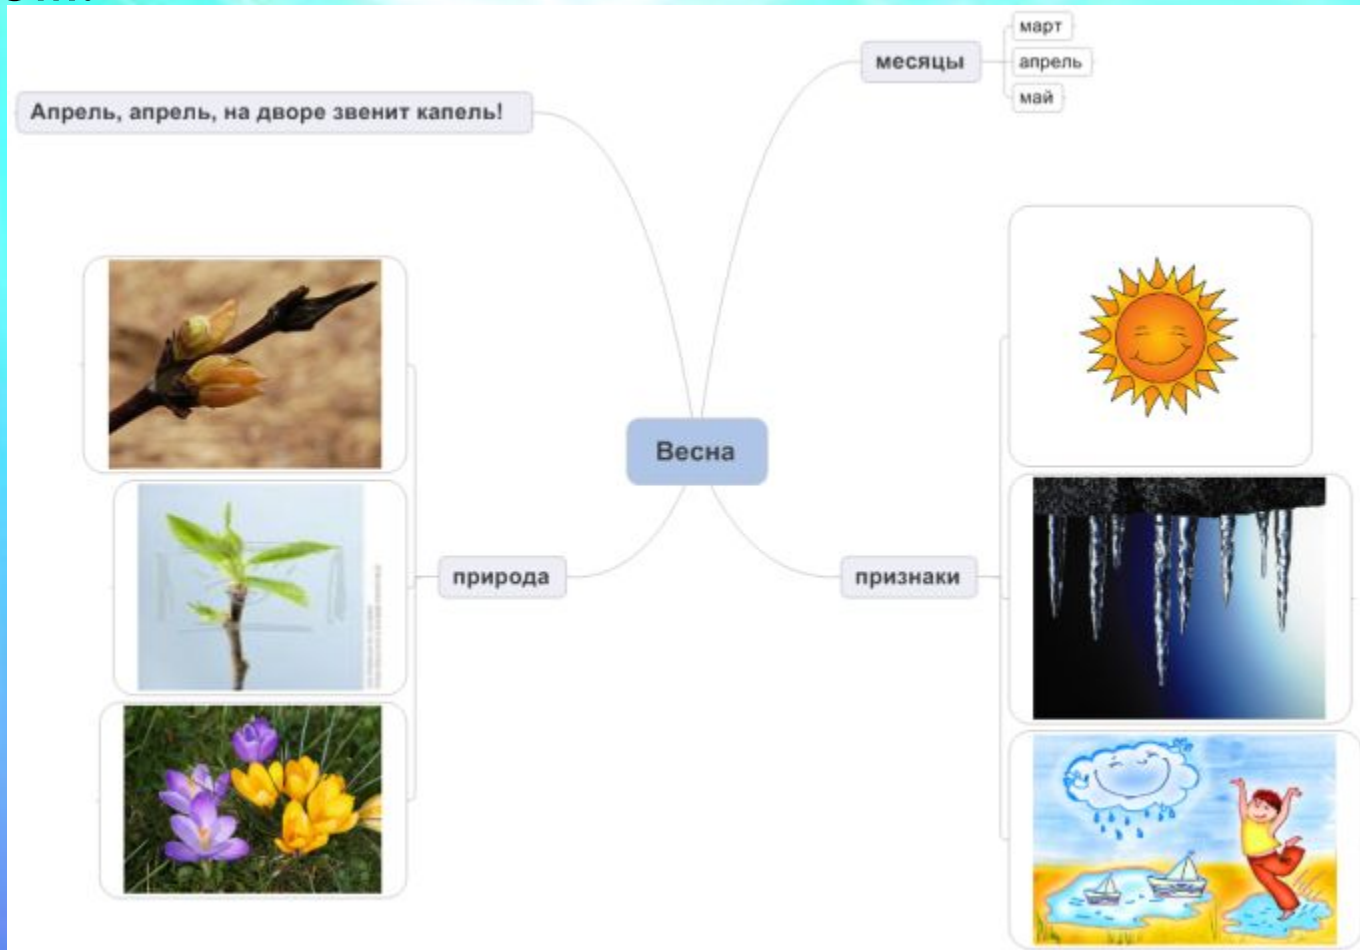 Апрель, апрель, на дворе звенит капель!
месяцы
март
апрель
май
Весна
природа
признаки